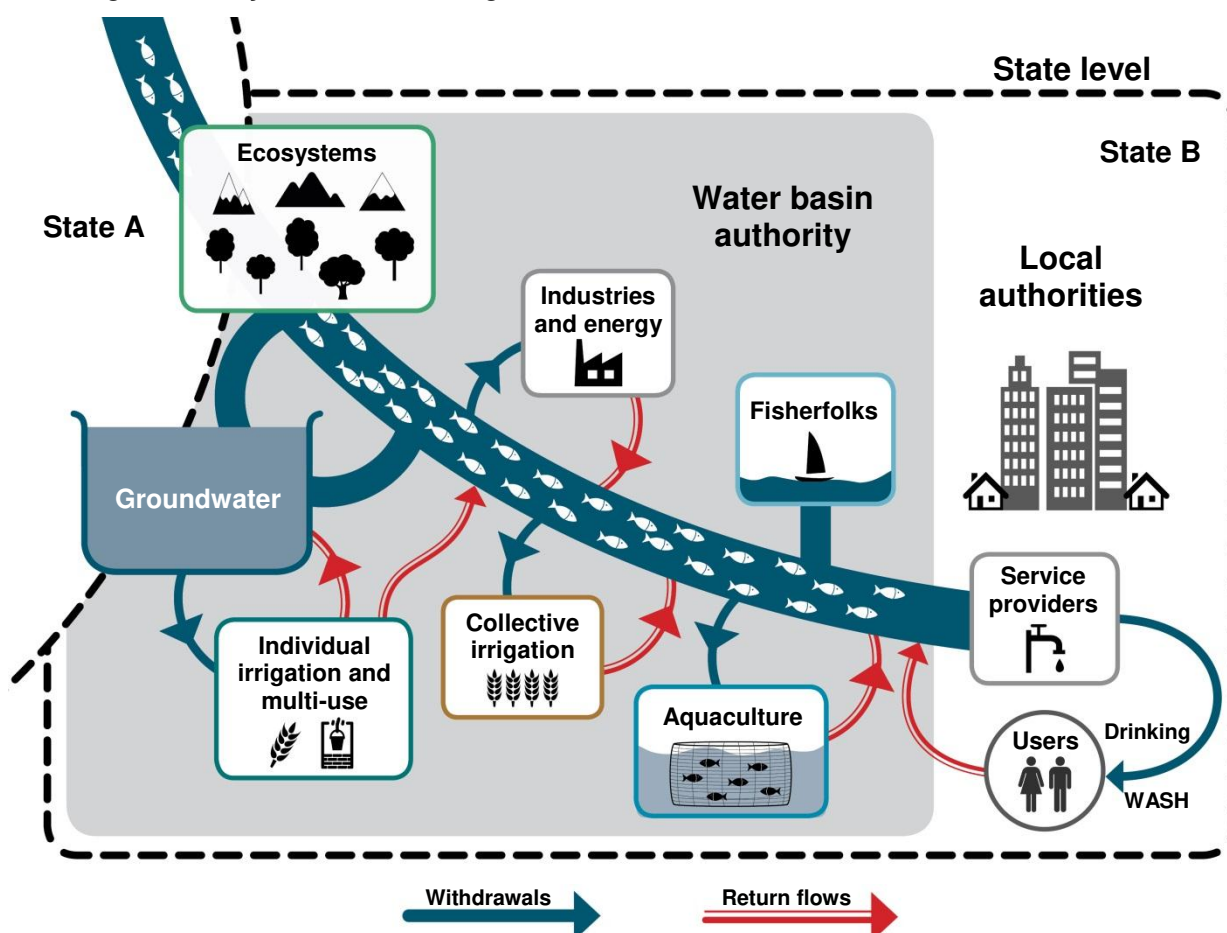 State level
State B
Ecosystems
State A
Water basin
authority
Local
authorities
Industries
and energy
Fisherfolks
Groundwater
Service
providers
Individual
irrigation and
multi-use
Collective
irrigation
Aquaculture
Users
Drinking
WASH
Withdrawals
Return flows